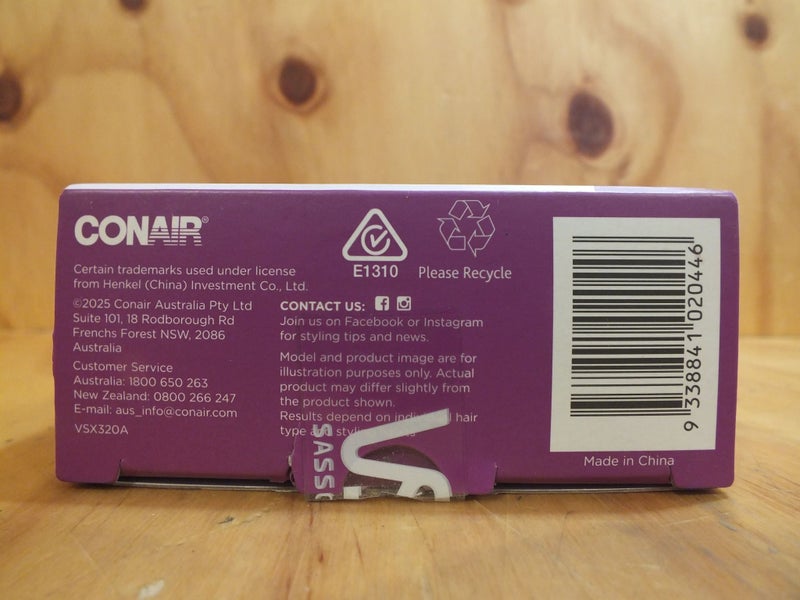 CONAIR®
Certain trademarks used under license
from Henkel (China) Investment Co., Ltd.
©2025 Conair Australia Pty Ltd
Suite 101, 18 Rodborough Rd
Frenchs Forest NSW, 2086
Australia
Customer Service
Australia: 1800 650 263
New Zealand: 0800 266 247
E-mail: aus_info@conair.com
VSX320A
E1310
Please Recycle
CONTACT US:
Join us on Facebook or Instagram
for styling tips and news.
Model and product image are for
illustration purposes only. Actual
product may differ slightly from
the product shown.
Results depend on hair
type
VS
SASSO
9 338841 020446
Made in China